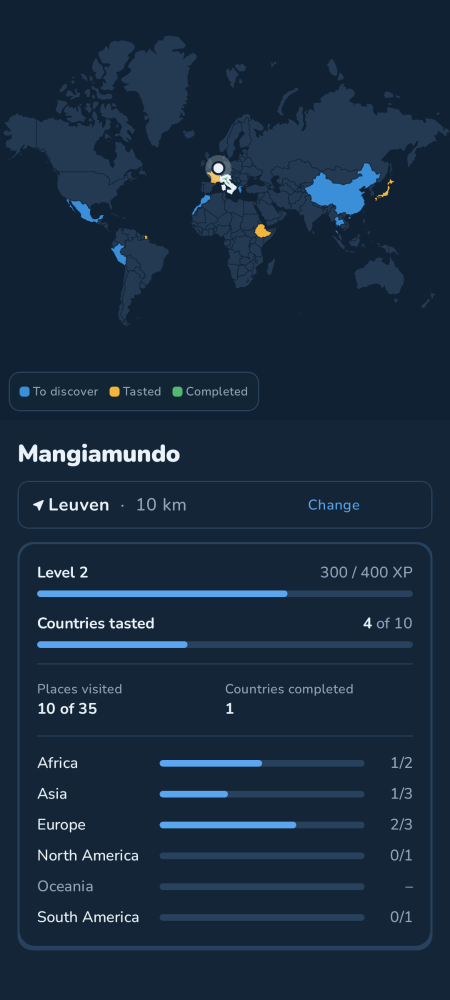 To discover Tasted Completed
Mangiamundo
Leuven · 10 km Change
Level 2 300 / 400 XP
Countries tasted 4 of 10
Places visited Countries completed
10 of 35 1
Africa 1/2
Asia 1/3
Europe 2/3
North America 0/1
Oceania –
South America 0/1